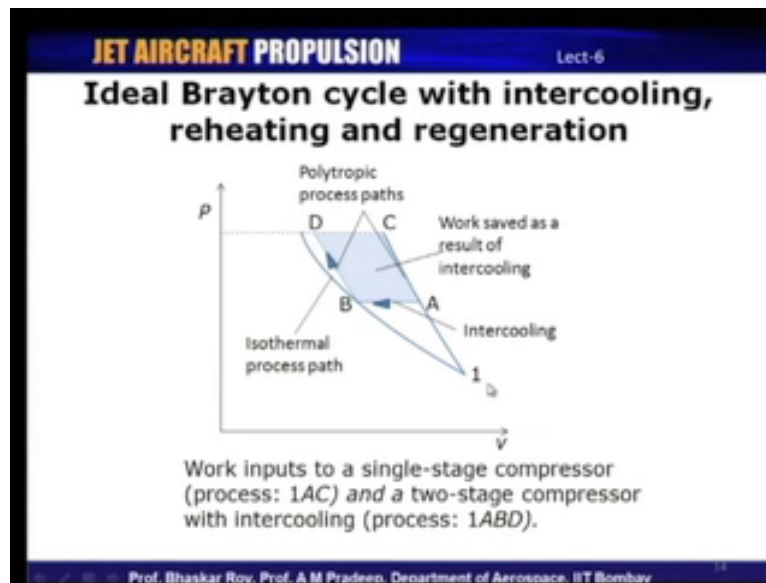 JET AIRCRAFT PROPULSION
Lect-6
Ideal Brayton cycle with intercooling,
reheating and regeneration
Polytropic
process paths
P
D
C
Work saved as a
result of
intercooling
B
A
Intercooling
Isothermal
process path
1
v
Work inputs to a single-stage compressor
(process: 1AC) and a two-stage compressor
with intercooling (process: 1ABD).
14
Prof. Bhaskar Roy, Prof. A M Pradeep, Department of Aerospace, IIT Bombay